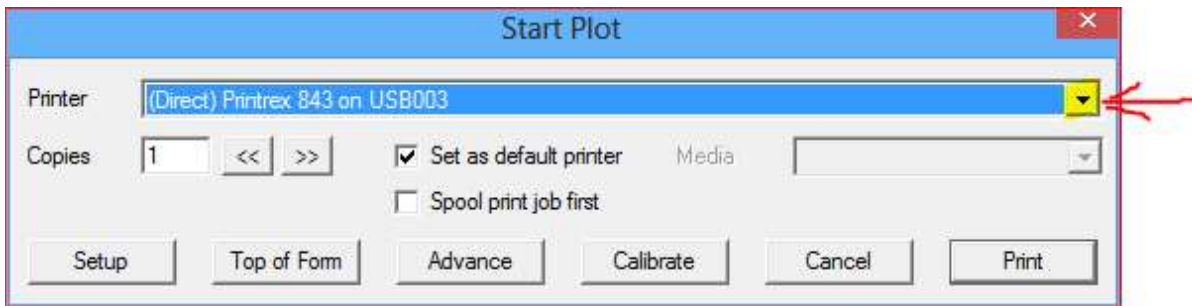 Start Plot
Printer (Direct) Printrex 843 on USB003
Copies 1 << >> Set as default printer Media
Spool print job first
Setup Top of Form Advance Calibrate Cancel Print